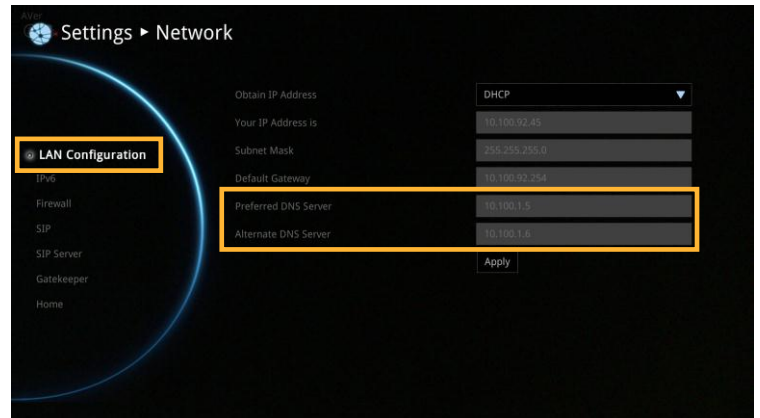 AVer
Settings ▸ Network
Obtain IP Address DHCP
Your IP Address is 10.100.92.45
LAN Configuration Subnet Mask 255.255.255.0
IPv6 Default Gateway 10.100.92.254
Firewall Preferred DNS Server 10.100.1.5
SIP Alternate DNS Server 10.100.1.6
SIP Server Apply
Gatekeeper
Home